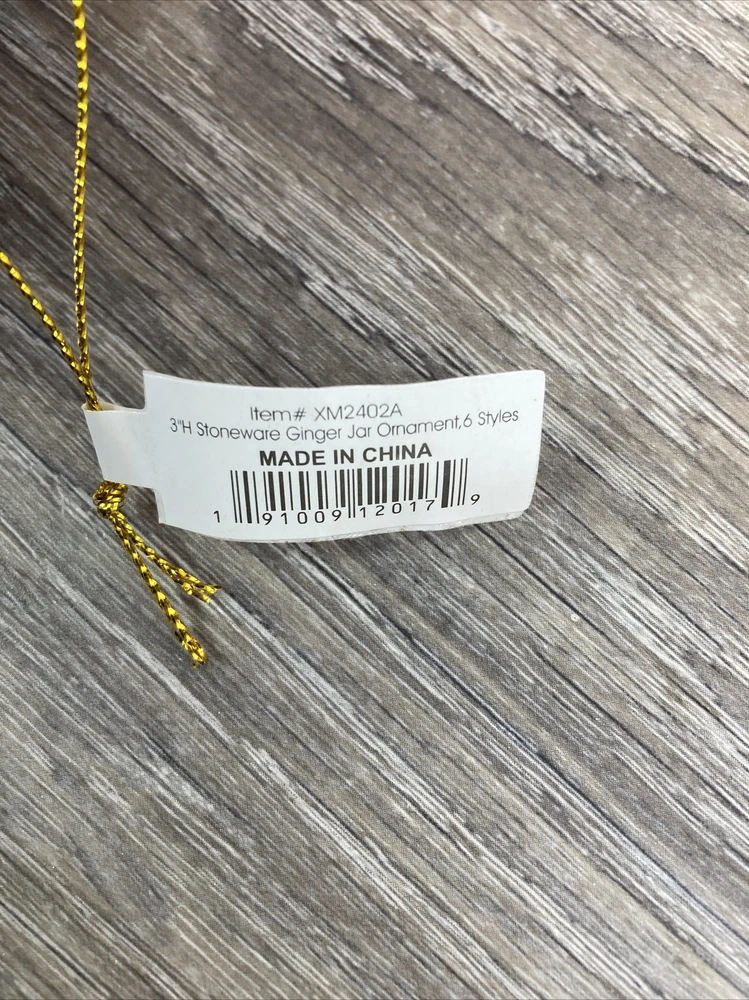 Item# XM2402A
3"H Stoneware Ginger Jar Ornament,6 Styles
MADE IN CHINA
1 91009 12017 9